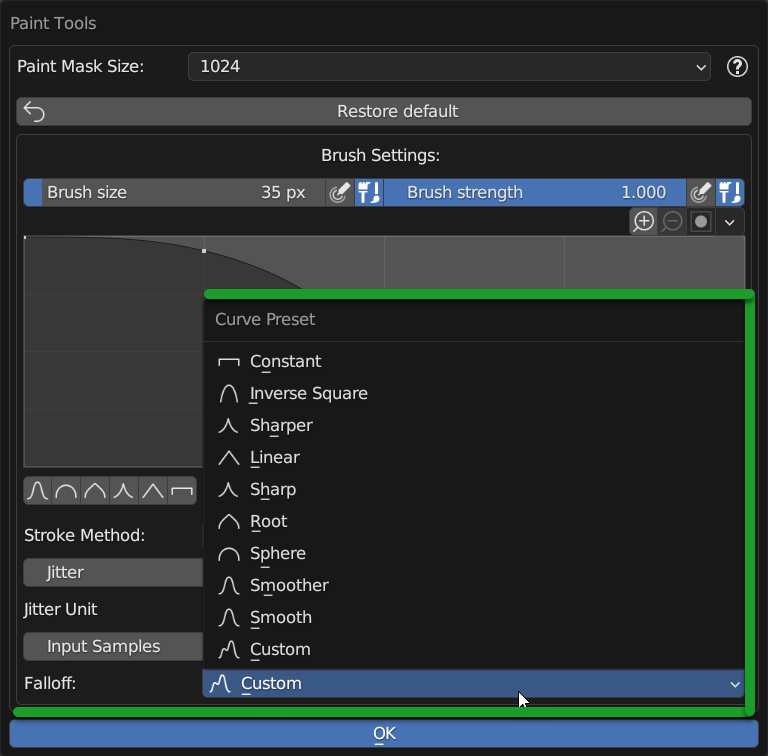 Paint Tools
Paint Mask Size: 1024
Restore default
Brush Settings:
Brush size 35 px Brush strength 1.000
Curve Preset
Constant
Inverse Square
Sharper
Linear
Sharp
Root
Sphere
Smoother
Smooth
Custom
Stroke Method:
Jitter
Jitter Unit
Input Samples
Falloff: Custom
OK